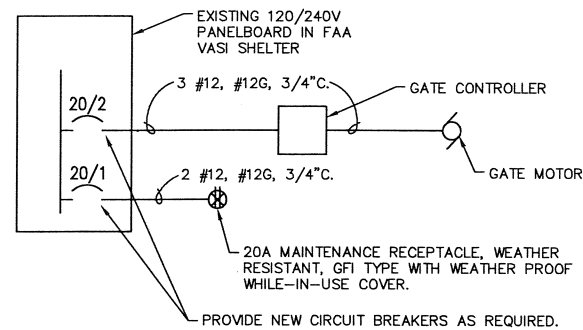 EXISTING 120/240V
PANELBOARD IN FAA
VASI SHELTER
3 #12, #12G, 3/4"C.
GATE CONTROLLER
20/2
GATE MOTOR
20/1
2 #12, #12G, 3/4"C.
20A MAINTENANCE RECEPTACLE, WEATHER
RESISTANT, GFI TYPE WITH WEATHER PROOF
WHILE-IN-USE COVER.
PROVIDE NEW CIRCUIT BREAKERS AS REQUIRED.